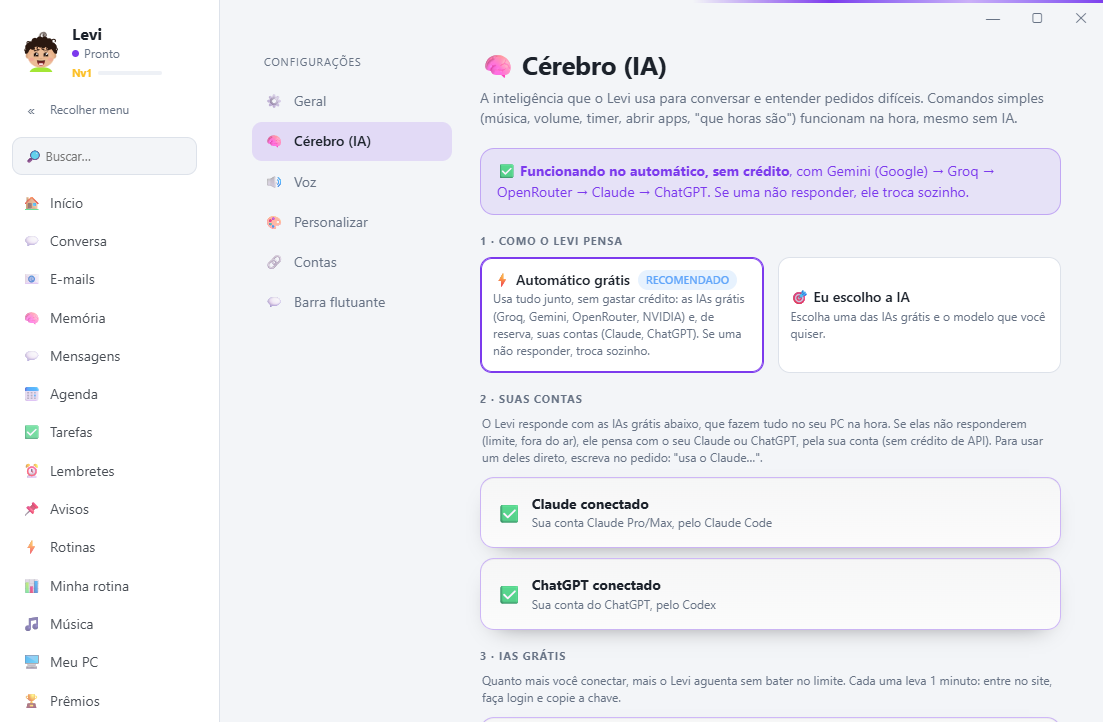 Levi
Pronto
Nv1
« Recolher menu
Buscar...
Início
Conversa
E-mails
Memória
Mensagens
Agenda
Tarefas
Lembretes
Avisos
Rotinas
Minha rotina
Música
Meu PC
Prêmios
CONFIGURAÇÕES
Geral
Cérebro (IA)
Voz
Personalizar
Contas
Barra flutuante
Cérebro (IA)
A inteligência que o Levi usa para conversar e entender pedidos difíceis. Comandos simples
(música, volume, timer, abrir apps, "que horas são") funcionam na hora, mesmo sem IA.
Funcionando no automático, sem crédito, com Gemini (Google) → Groq →
OpenRouter → Claude → ChatGPT. Se uma não responder, ele troca sozinho.
1 · COMO O LEVI PENSA
Automático grátis RECOMENDADO
Usa tudo junto, sem gastar crédito: as IAs grátis
(Groq, Gemini, OpenRouter, NVIDIA) e, de
reserva, suas contas (Claude, ChatGPT). Se uma
não responder, troca sozinho.
Eu escolho a IA
Escolha uma das IAs grátis e o modelo que você
quiser.
2 · SUAS CONTAS
O Levi responde com as IAs grátis abaixo, que fazem tudo no seu PC na hora. Se elas não responderem
(limite, fora do ar), ele pensa com o seu Claude ou ChatGPT, pela sua conta (sem crédito de API). Para usar
um deles direto, escreva no pedido: "usa o Claude...".
Claude conectado
Sua conta Claude Pro/Max, pelo Claude Code
ChatGPT conectado
Sua conta do ChatGPT, pelo Codex
3 · IAS GRÁTIS
Quanto mais você conectar, mais o Levi aguenta sem bater no limite. Cada uma leva 1 minuto: entre no site,
faça login e copie a chave.